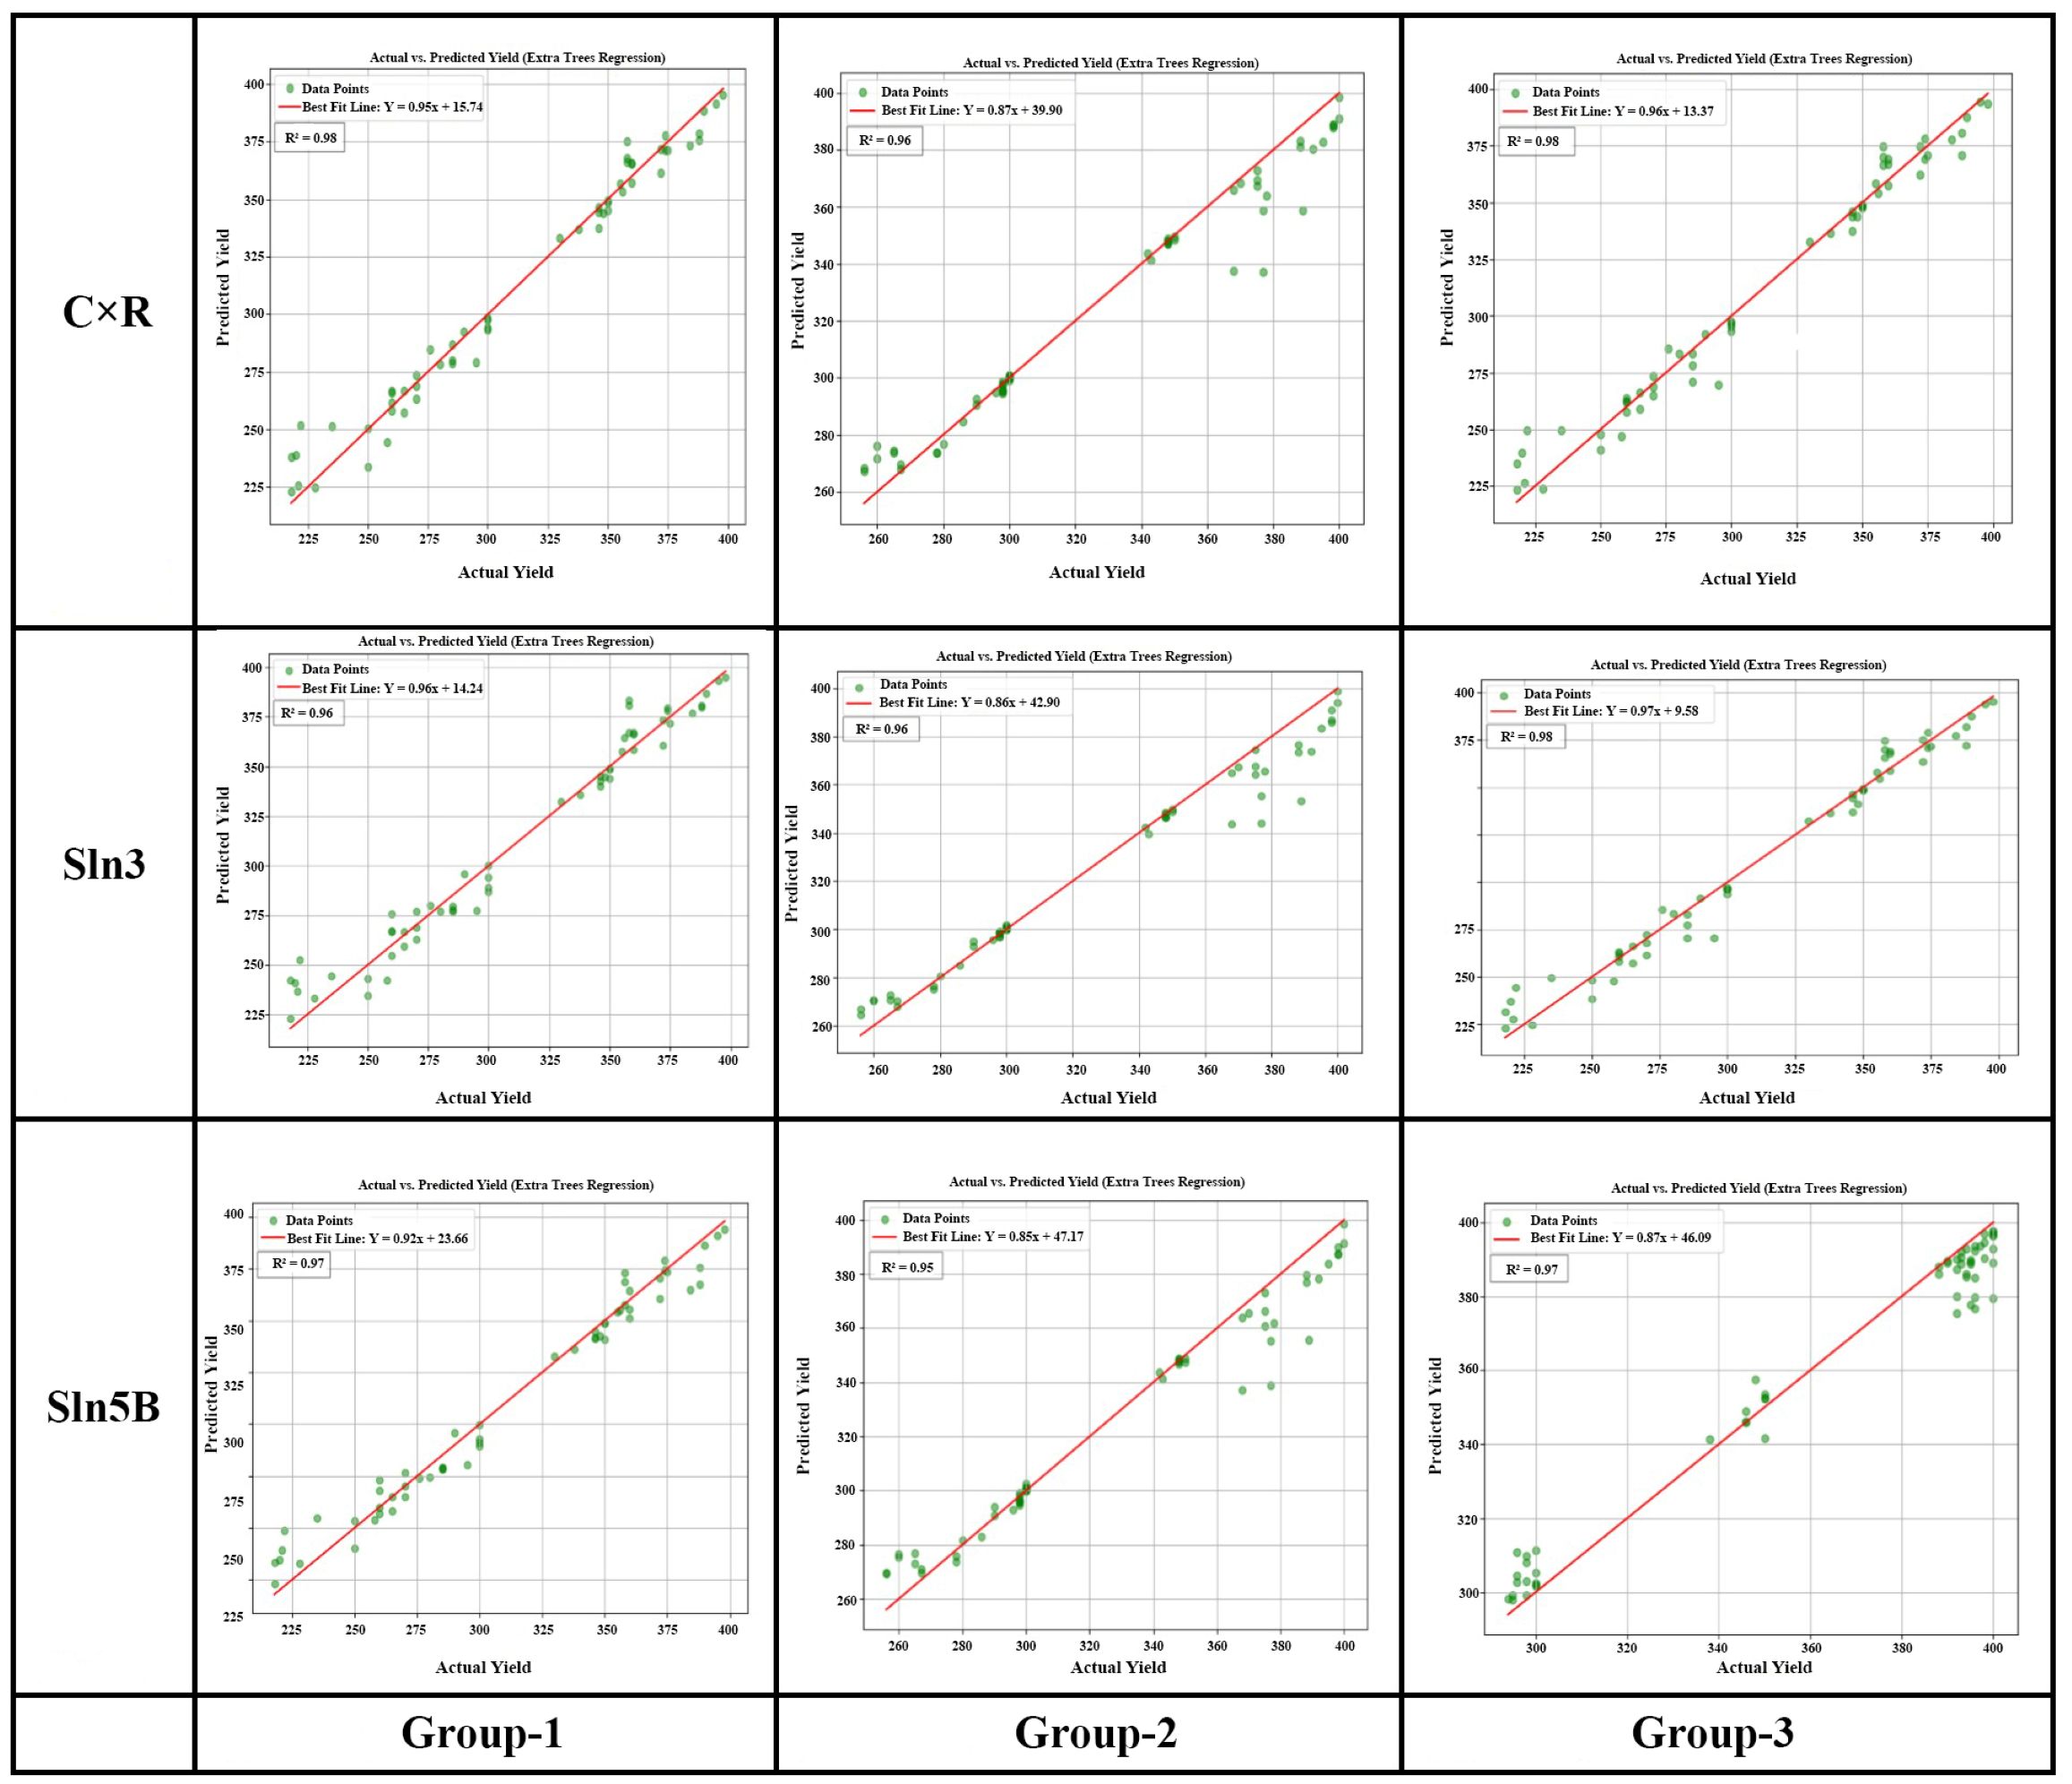 C×R
Actual vs. Predicted Yield (Extra Trees Regression)
Data Points
Best Fit Line: Y = 0.95x + 15.74
R² = 0.98
400
375
350
325
300
275
250
225
Predicted Yield
225 250 275 300 325 350 375 400
Actual Yield
Actual vs. Predicted Yield (Extra Trees Regression)
Data Points
Best Fit Line: Y = 0.87x + 39.90
R² = 0.96
400
380
360
340
320
300
280
260
Predicted Yield
260 280 300 320 340 360 380 400
Actual Yield
Actual vs. Predicted Yield (Extra Trees Regression)
Data Points
Best Fit Line: Y = 0.96x + 13.37
R² = 0.98
400
375
350
325
300
275
250
225
Predicted Yield
225 250 275 300 325 350 375 400
Actual Yield
Sln3
Actual vs. Predicted Yield (Extra Trees Regression)
Data Points
Best Fit Line: Y = 0.96x + 14.24
R² = 0.96
400
375
350
325
300
275
250
225
Predicted Yield
225 250 275 300 325 350 375 400
Actual Yield
Actual vs. Predicted Yield (Extra Trees Regression)
Data Points
Best Fit Line: Y = 0.86x + 42.90
R² = 0.96
400
380
360
340
320
300
280
260
Predicted Yield
260 280 300 320 340 360 380 400
Actual Yield
Actual vs. Predicted Yield (Extra Trees Regression)
Data Points
Best Fit Line: Y = 0.97x + 9.58
R² = 0.98
400
375
275
250
225
225 250 275 300 325 350 375 400
Actual Yield
Sln5B
Actual vs. Predicted Yield (Extra Trees Regression)
Data Points
Best Fit Line: Y = 0.92x + 23.66
R² = 0.97
400
375
350
325
300
275
250
225
Predicted Yield
225 250 275 300 325 350 375 400
Actual Yield
Actual vs. Predicted Yield (Extra Trees Regression)
Data Points
Best Fit Line: Y = 0.85x + 47.17
R² = 0.95
400
380
360
340
320
300
280
260
Predicted Yield
260 280 300 320 340 360 380 400
Actual Yield
Actual vs. Predicted Yield (Extra Trees Regression)
Data Points
Best Fit Line: Y = 0.87x + 46.09
R² = 0.97
400
380
360
340
320
300
Predicted Yield
300 320 340 360 380 400
Actual Yield
Group-1
Group-2
Group-3